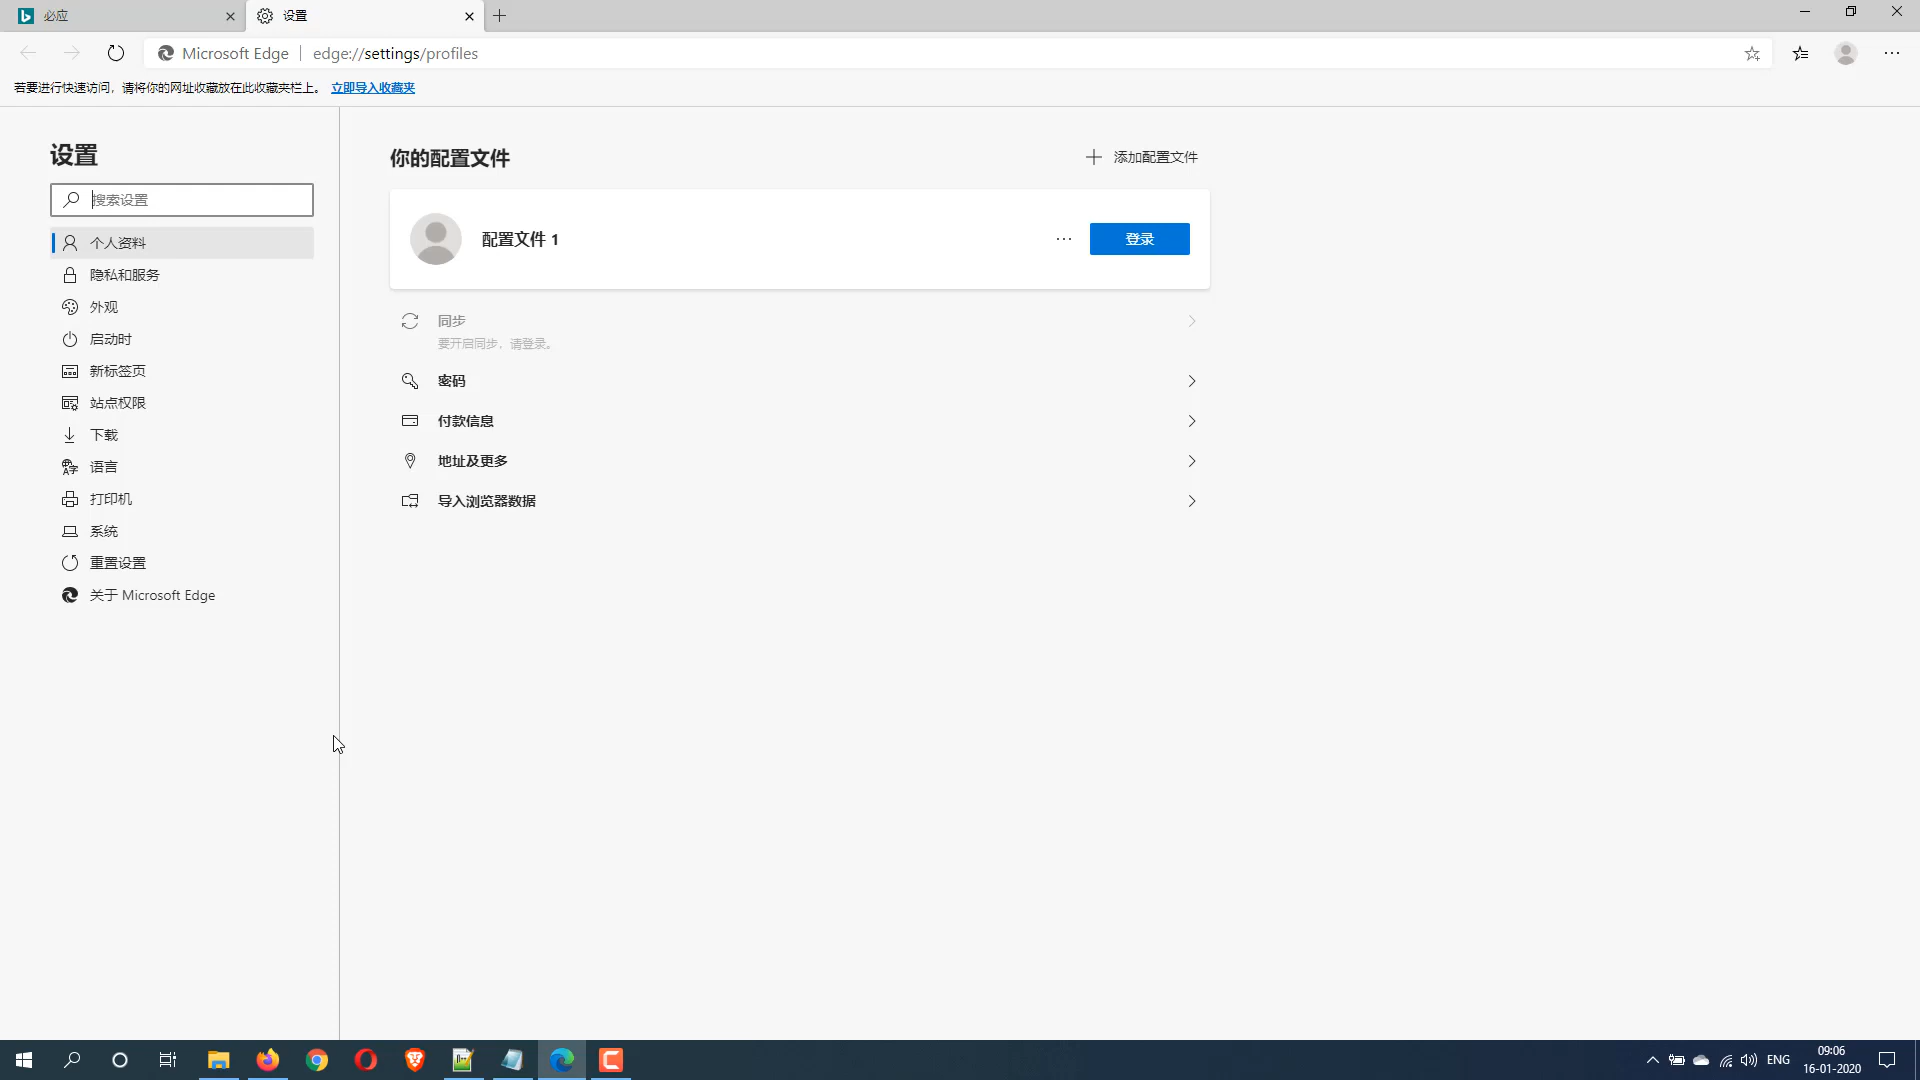 必应
设置
Microsoft Edge
edge://settings/profiles
若要进行快速访问，请将你的网址收藏放在此收藏夹栏上。 立即导入收藏夹
设置
搜索设置
个人资料
隐私和服务
外观
启动时
新标签页
站点权限
下载
语言
打印机
系统
重置设置
关于 Microsoft Edge
你的配置文件
添加配置文件
配置文件 1
登录
同步
要开启同步，请登录。
密码
付款信息
地址及更多
导入浏览器数据
ENG
09:06
16-01-2020